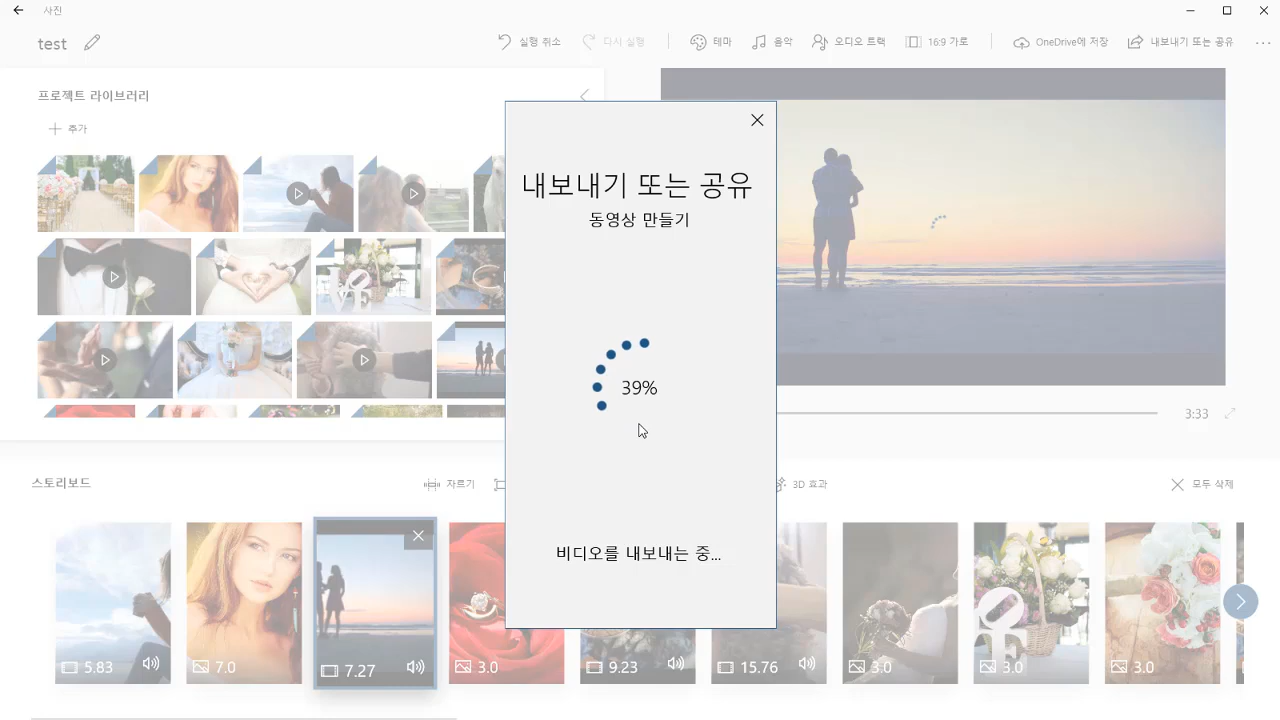 사진
test
실행 취소
다시 실행
테마
음악
오디오 트랙
16:9 가로
OneDrive에 저장
내보내기 또는 공유
프로젝트 라이브러리
추가
내보내기 또는 공유
동영상 만들기
39%
비디오를 내보내는 중...
3:33
스토리보드
자르기
3D 효과
모두 삭제
5.83
7.0
7.27
3.0
9.23
15.76
3.0
3.0
3.0